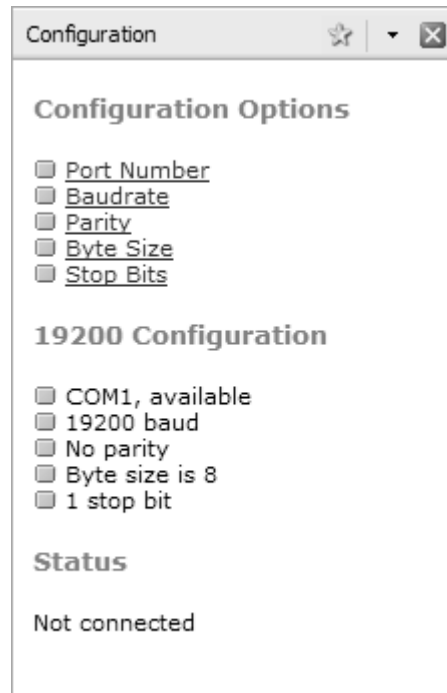 Configuration
Configuration Options
Port Number
Baudrate
Parity
Byte Size
Stop Bits
19200 Configuration
COM1, available
19200 baud
No parity
Byte size is 8
1 stop bit
Status
Not connected